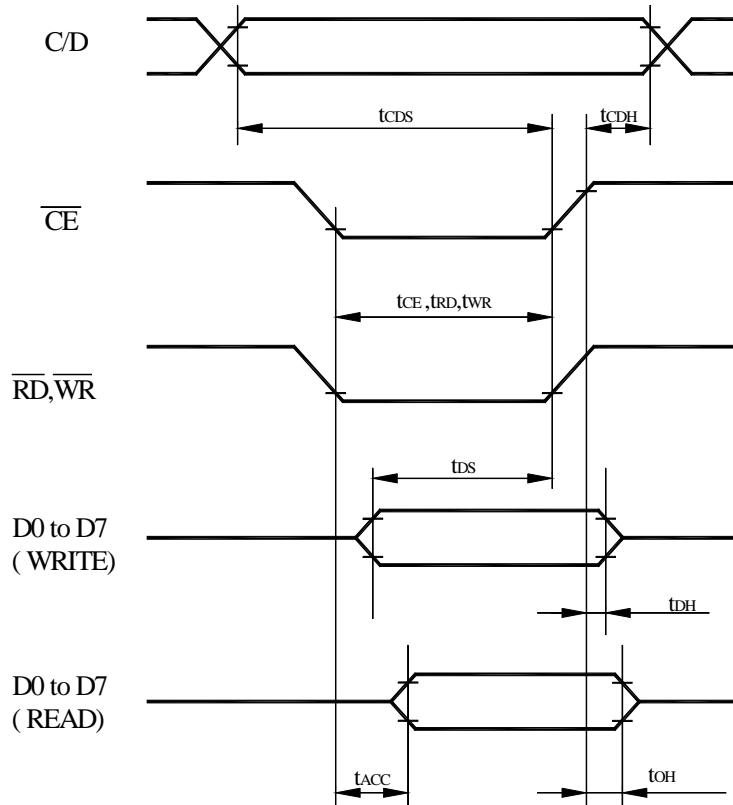 C/D
tCDS
tCDH
CE
tCE ,tRD,tWR
RD,WR
tDS
D0 to D7
( WRITE)
tDH
D0 to D7
( READ)
tACC
tOH